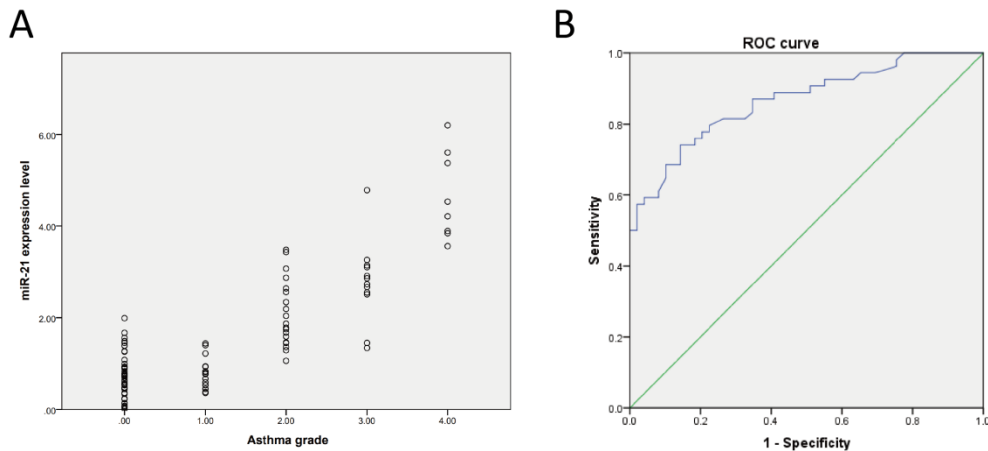 A
miR-21 expression level
6.00
4.00
2.00
.00
.00 1.00 2.00 3.00 4.00
Asthma grade
B
ROC curve
Sensitivity
1.0
0.8
0.6
0.4
0.2
0.0
0.0 0.2 0.4 0.6 0.8 1.0
1 - Specificity